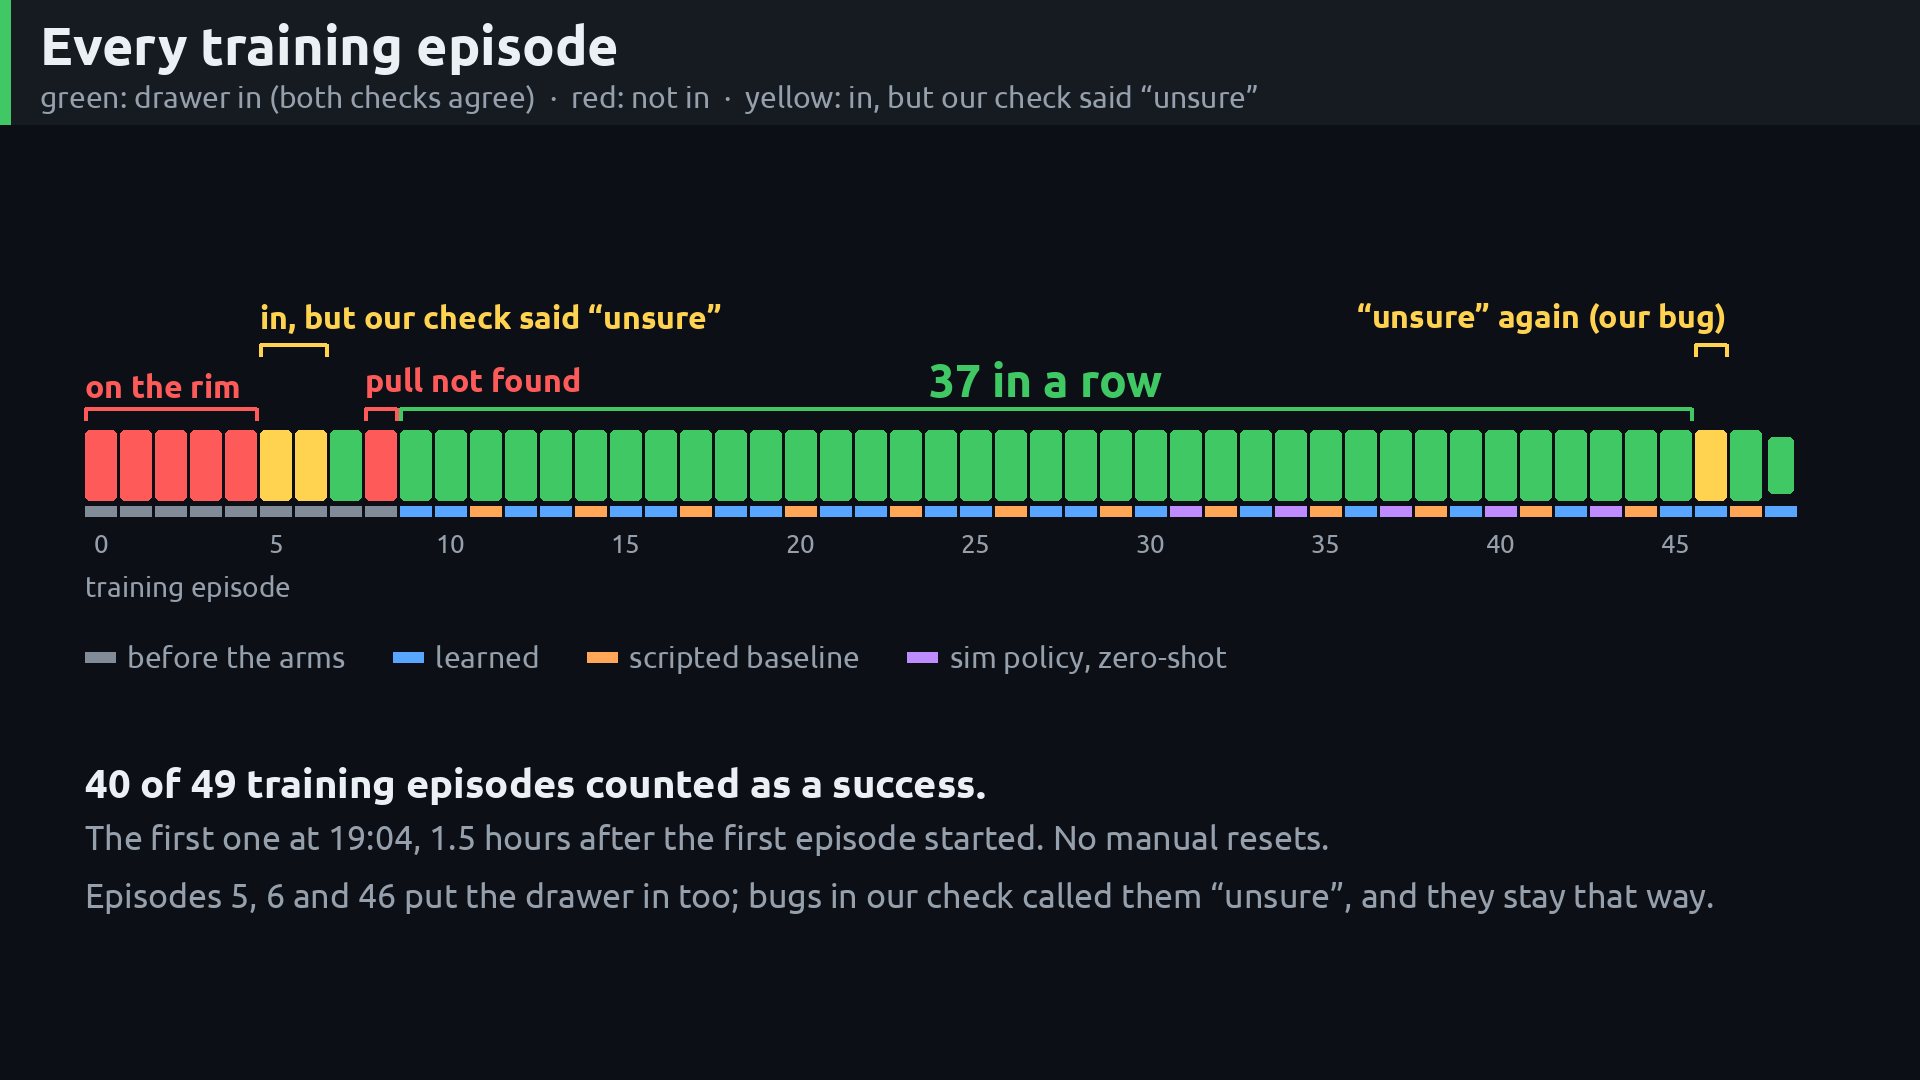 Every training episode
green: drawer in (both checks agree) · red: not in · yellow: in, but our check said “unsure”
in, but our check said “unsure”
“unsure” again (our bug)
on the rim
pull not found
37 in a row
0 5 10 15 20 25 30 35 40 45
training episode
before the arms learned scripted baseline sim policy, zero-shot
40 of 49 training episodes counted as a success.
The first one at 19:04, 1.5 hours after the first episode started. No manual resets.
Episodes 5, 6 and 46 put the drawer in too; bugs in our check called them “unsure”, and they stay that way.